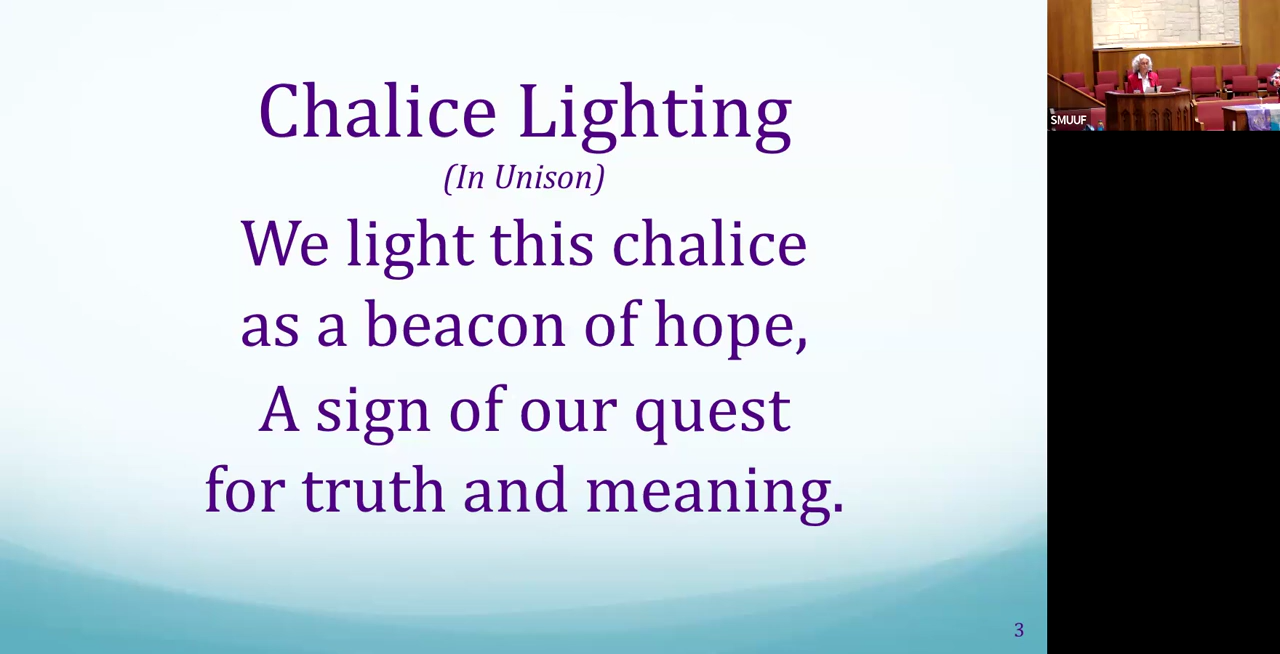 Chalice Lighting
(In Unison)
We light this chalice
as a beacon of hope,
A sign of our quest
for truth and meaning.
3
SMUUF